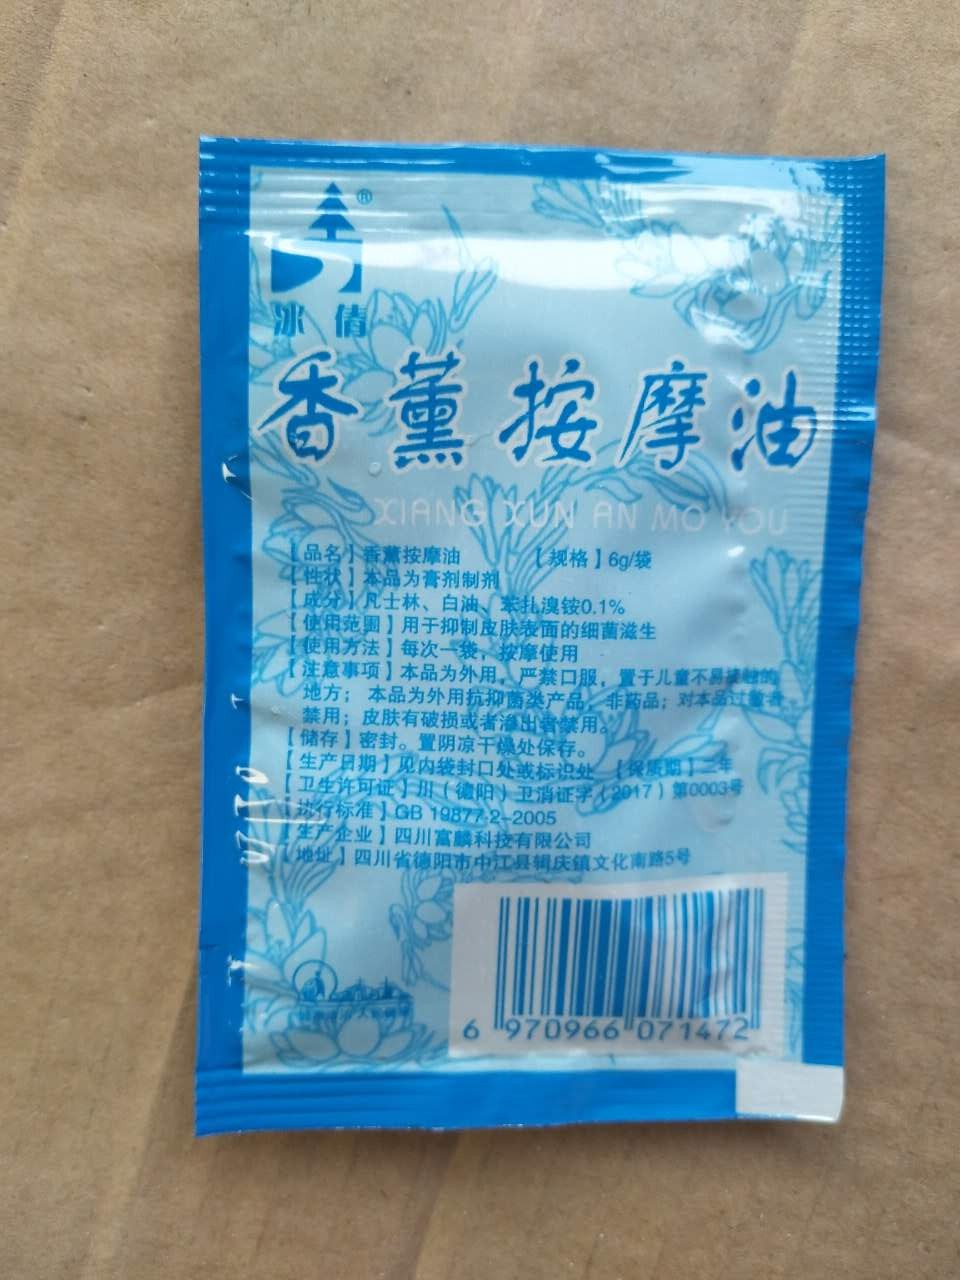 ®
冰倩
香薰按摩油
XIANG XUN AN MO YOU
【品名】香薰按摩油 【规格】6g/袋
【性状】本品为膏剂制剂
【成分】凡士林、白油、苯扎溴铵0.1%
【使用范围】用于抑制皮肤表面的细菌滋生
【使用方法】每次一袋，按摩使用
【注意事项】本品为外用，严禁口服，置于儿童不易接触的
地方；本品为外用抗抑菌类产品，非药品；对本品过敏者
禁用；皮肤有破损或者渗出者禁用。
【储存】密封。置阴凉干燥处保存。
【生产日期】见内袋封口处或标识处 【保质期】二年
【卫生许可证】川（德阳）卫消证字（2017）第0003号
【执行标准】GB 19877·2-2005
【生产企业】四川富麟科技有限公司
【地址】四川省德阳市中江县辑庆镇文化南路5号
6 970966 071472